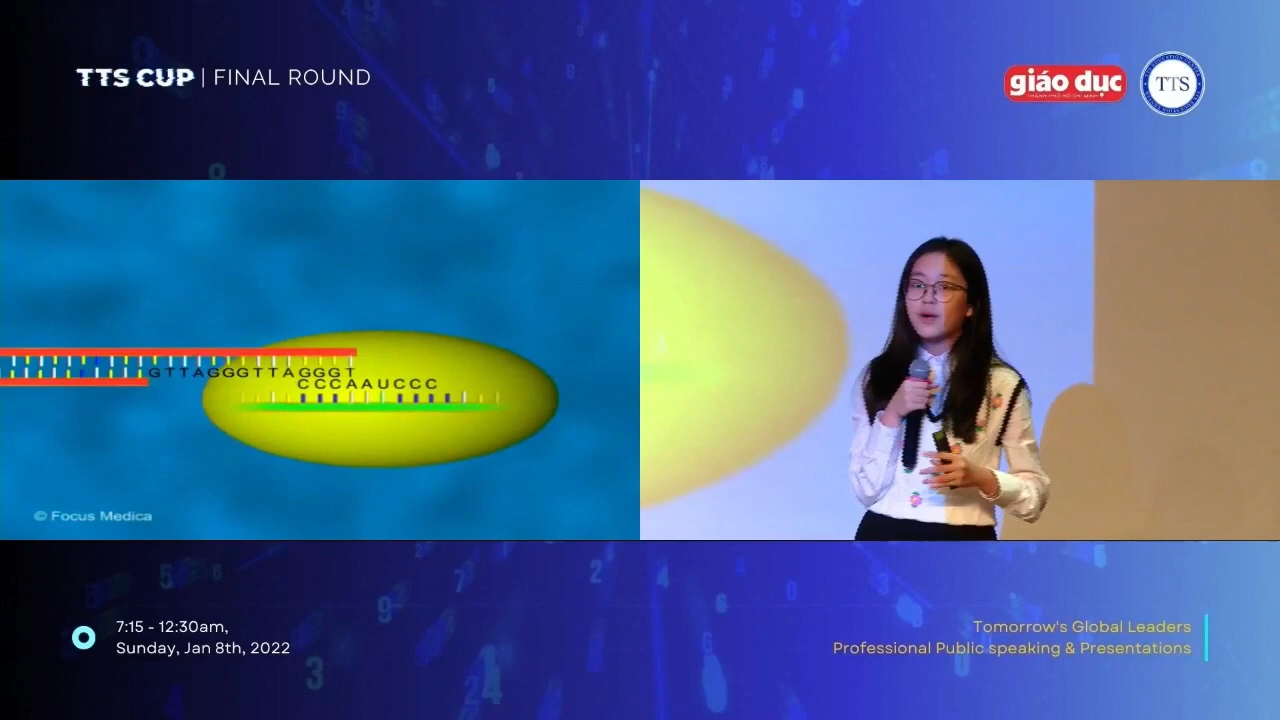 TTS CUP | FINAL ROUND
giáo dục
TTS
GTTAGGGTTAGGGT
CCCAAUCCC
© Focus Medica
7:15 - 12:30am,
Sunday, Jan 8th, 2022
Tomorrow's Global Leaders
Professional Public speaking & Presentations